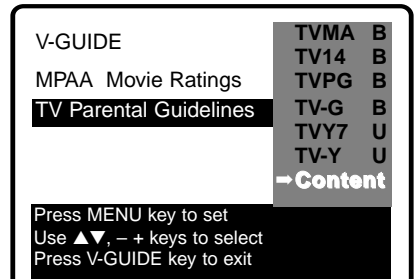 V-GUIDE
MPAA Movie Ratings
TV Parental Guidelines
TVMA B
TV14 B
TVPG B
TV-G B
TVY7 U
TV-Y U
➡Content
Press MENU key to set
Use ▲▼, – + keys to select
Press V-GUIDE key to exit